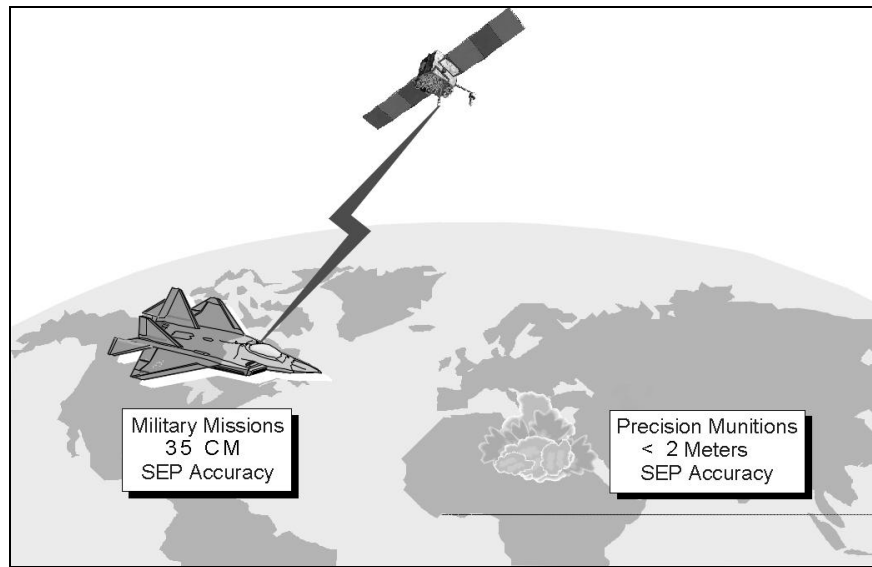 Military Missions
35 CM
SEP Accuracy
Precision Munitions
< 2 Meters
SEP Accuracy